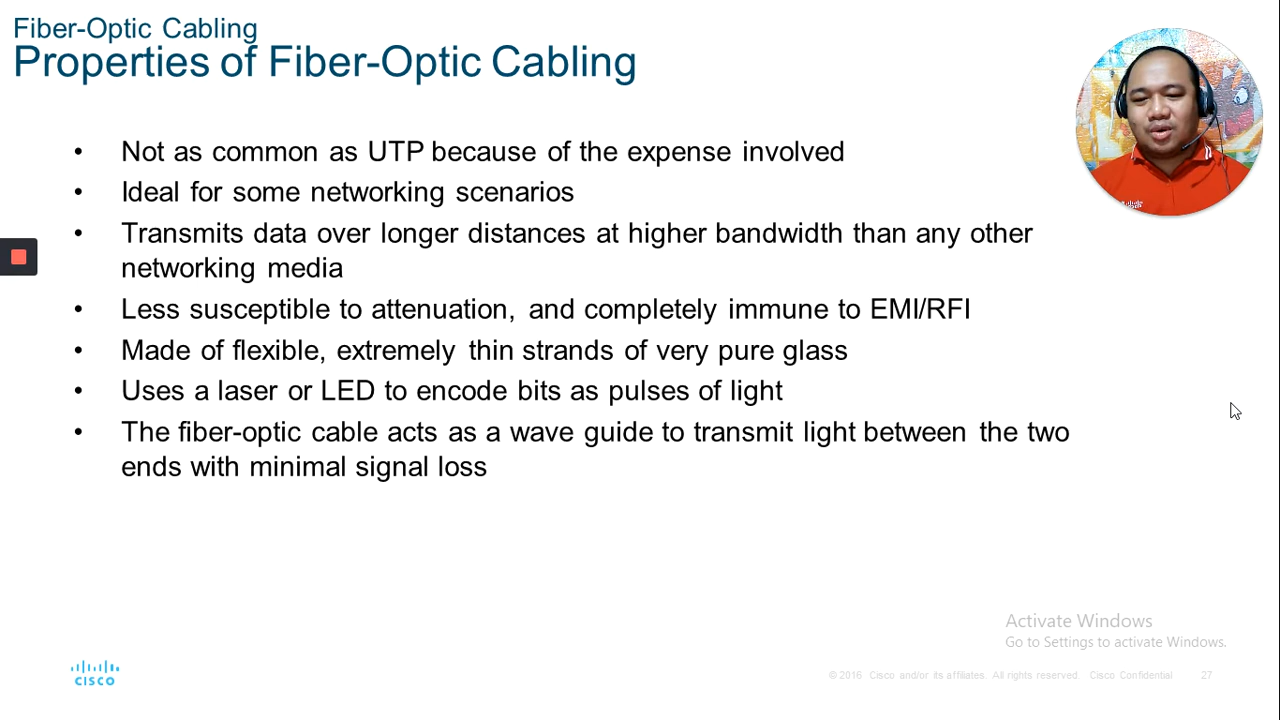 Fiber-Optic Cabling
Properties of Fiber-Optic Cabling
• Not as common as UTP because of the expense involved
• Ideal for some networking scenarios
• Transmits data over longer distances at higher bandwidth than any other
networking media
• Less susceptible to attenuation, and completely immune to EMI/RFI
• Made of flexible, extremely thin strands of very pure glass
• Uses a laser or LED to encode bits as pulses of light
• The fiber-optic cable acts as a wave guide to transmit light between the two
ends with minimal signal loss
Activate Windows
Go to Settings to activate Windows.
CISCO
© 2016 Cisco and/or its affiliates. All rights reserved. Cisco Confidential 27